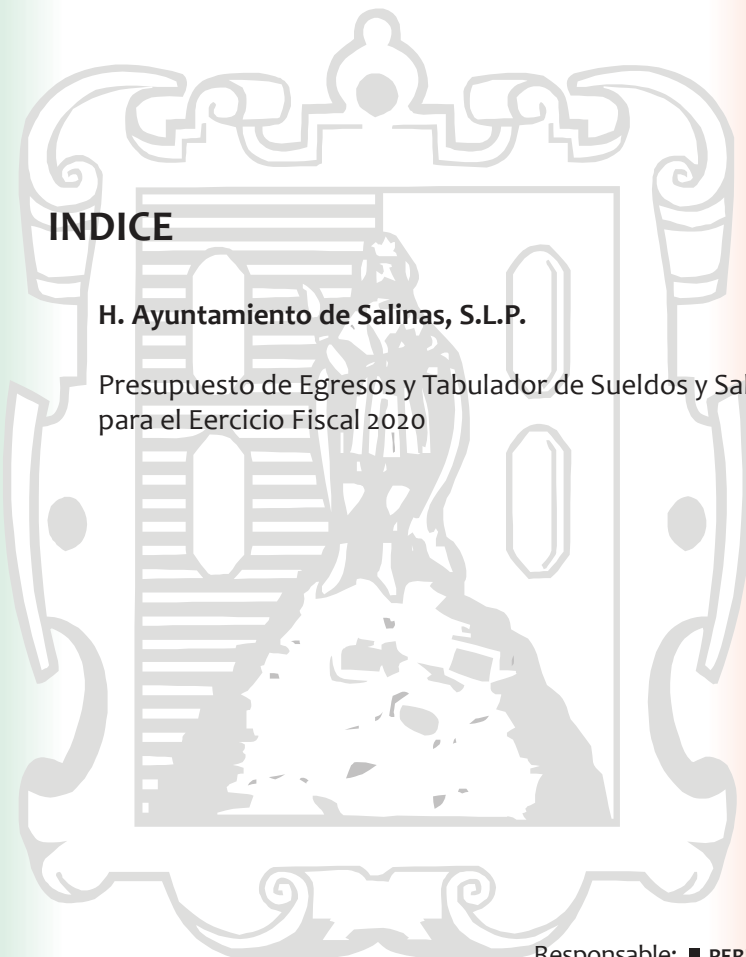 INDICE
H. Ayuntamiento de Salinas, S.L.P.
Presupuesto de Egresos y Tabulador de Sueldos y Sal
para el Eercicio Fiscal 2020
Responsable: